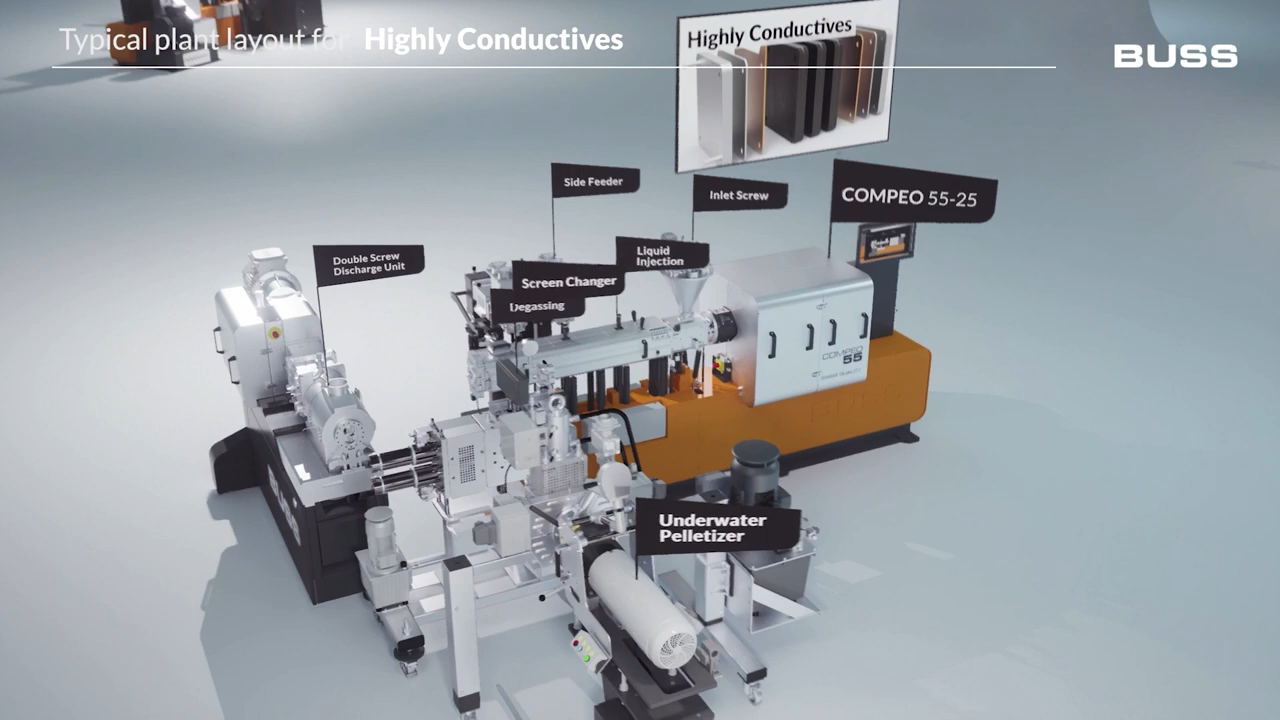 Typical plant layout for Highly Conductives
BUSS
Highly Conductives
Side Feeder
Inlet Screw
COMPEO 55-25
Double Screw
Discharge Unit
Liquid
Injection
Screen Changer
Degassing
COMPEO
55
Underwater
Pelletizer